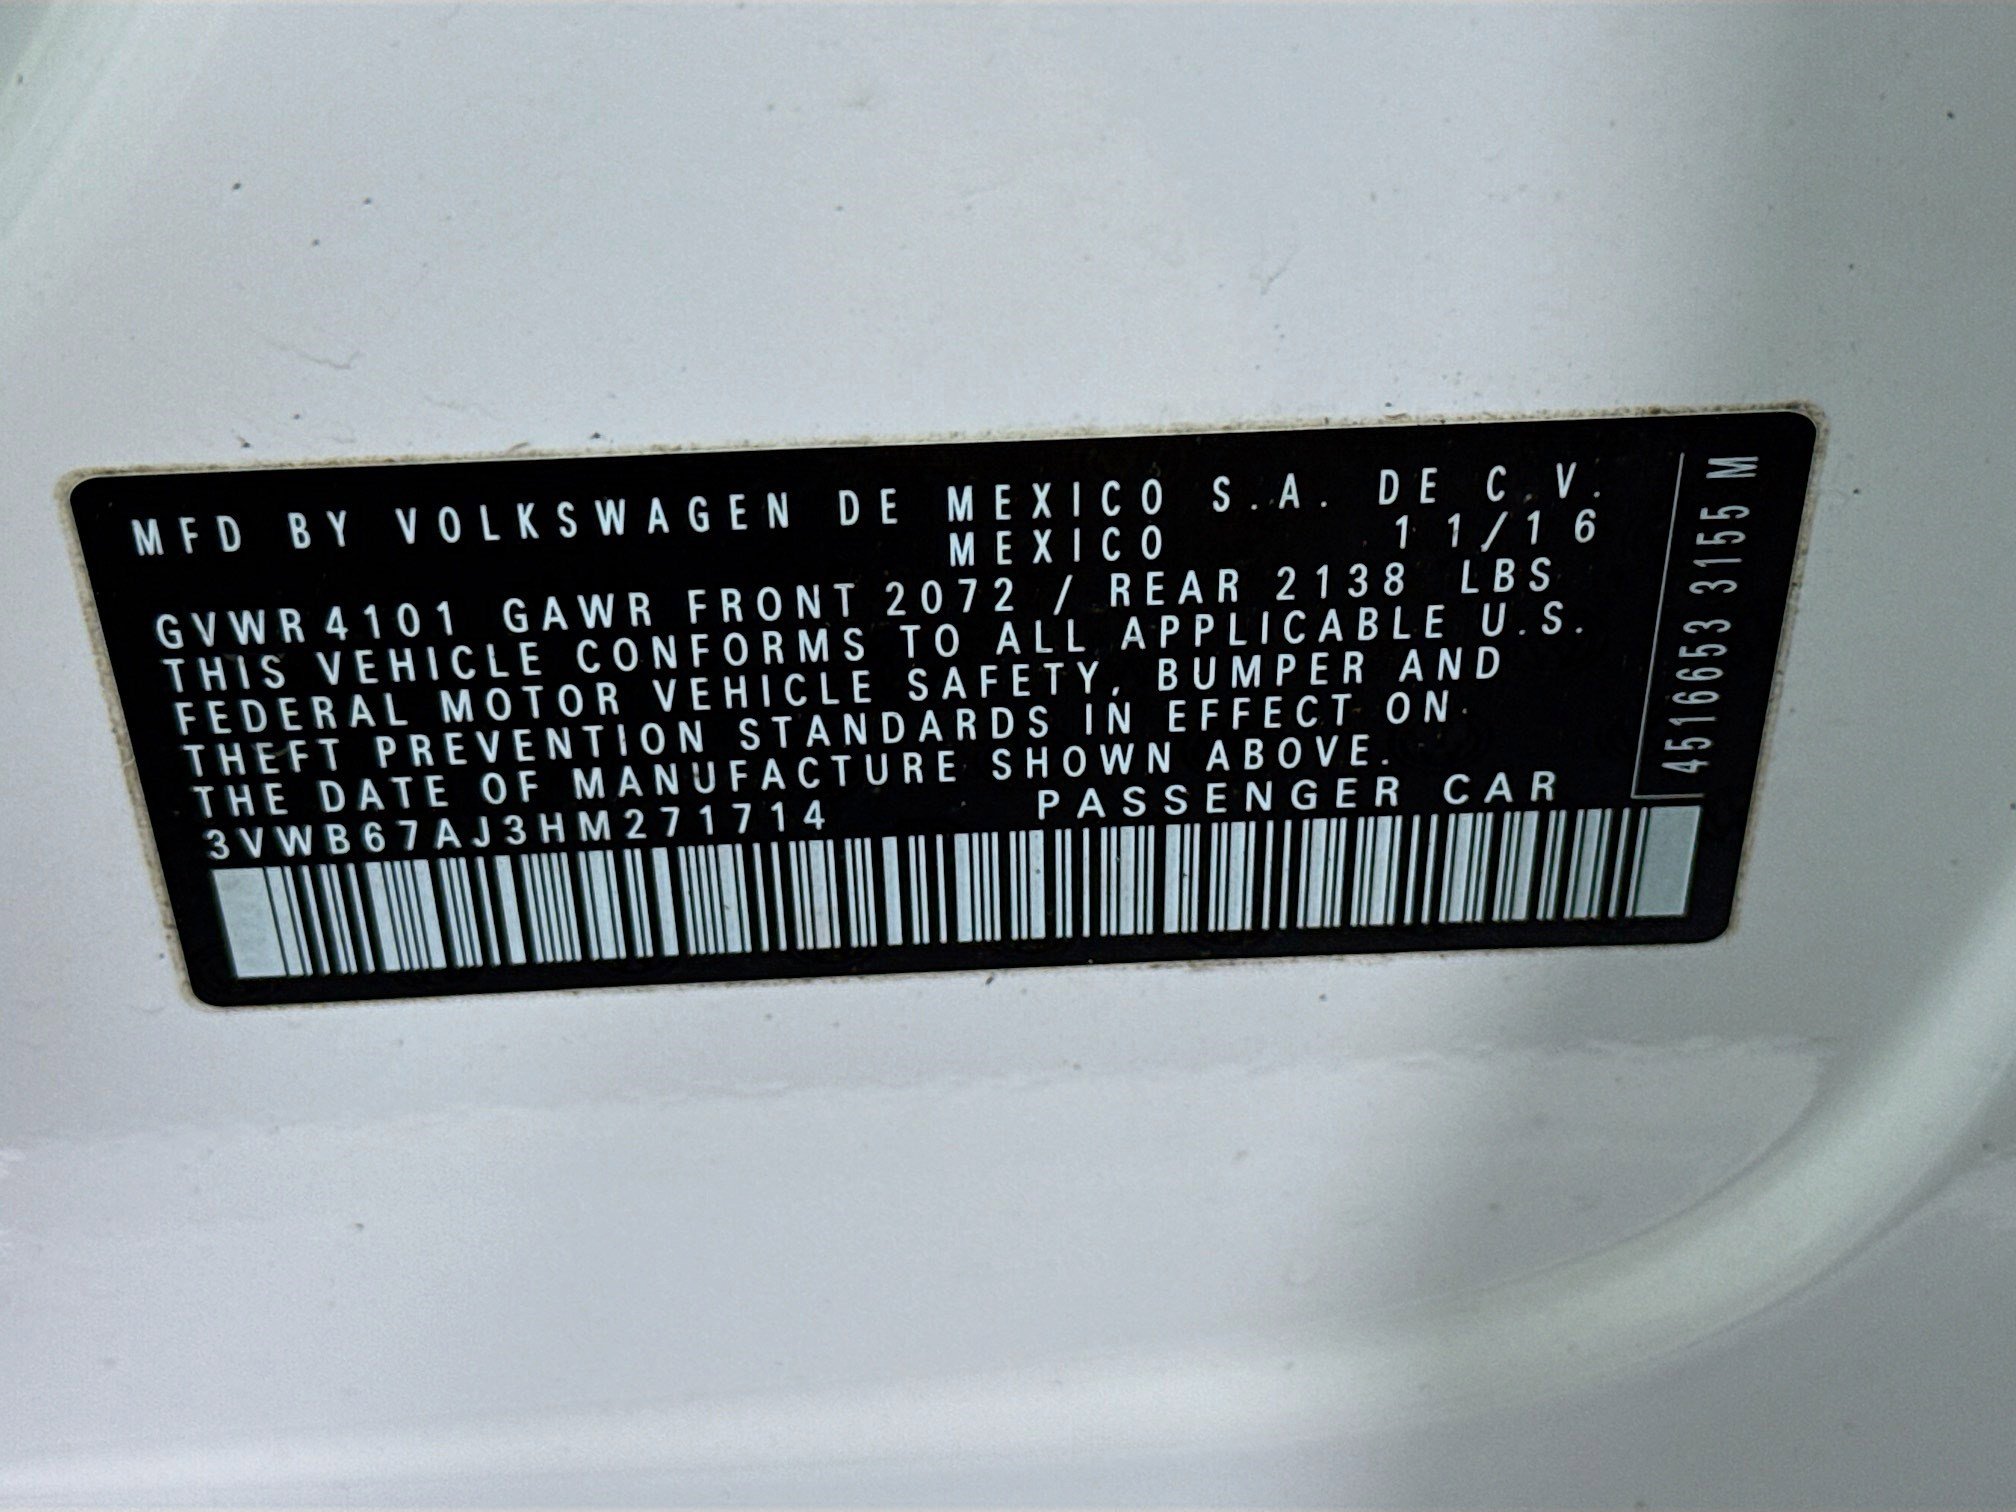 MFD BY VOLKSWAGEN DE MEXICO S.A. DE C.V.
MEXICO 11/16
GVWR 4101 GAWR FRONT 2072 / REAR 2138 LBS
THIS VEHICLE CONFORMS TO ALL APPLICABLE U.S.
FEDERAL MOTOR VEHICLE SAFETY, BUMPER AND
THEFT PREVENTION STANDARDS IN EFFECT ON
THE DATE OF MANUFACTURE SHOWN ABOVE.
3VWB67AJ3HM271714 PASSENGER CAR
4516653 3155 M